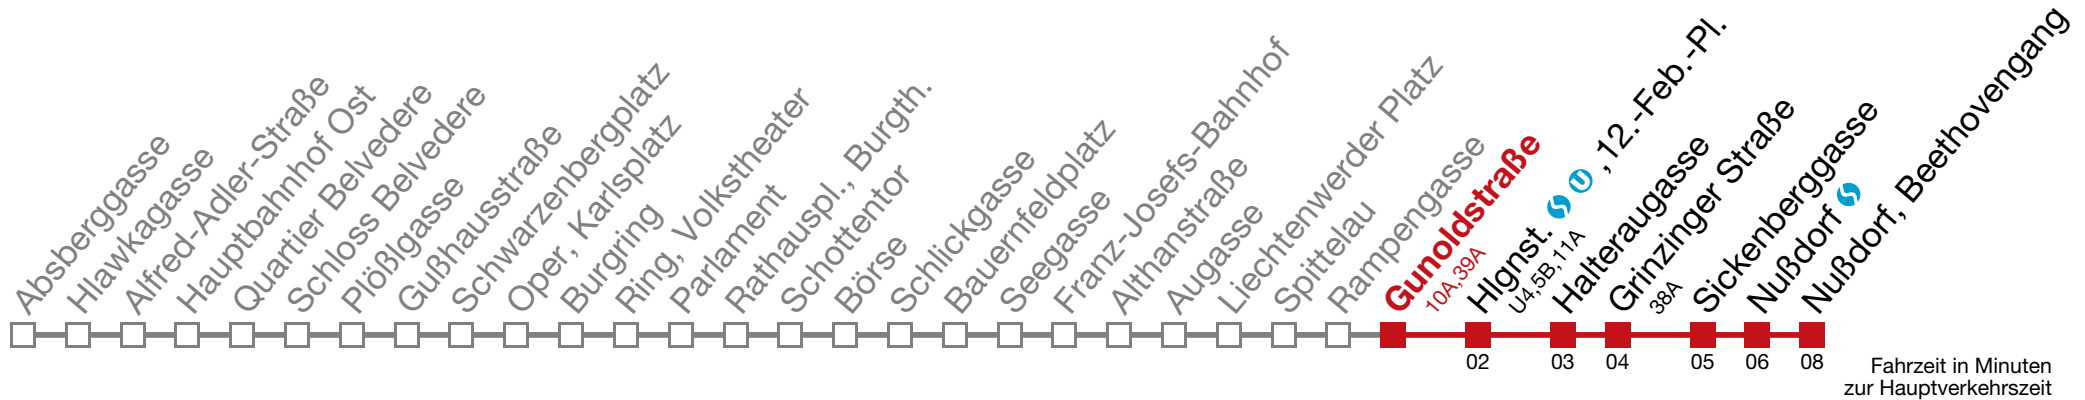 Absberggasse
Hlawkagasse
Alfred-Adler-Straße
Hauptbahnhof Ost
Quartier Belvedere
Schloss Belvedere
Plößlgasse
Gußhausstraße
Schwarzenbergplatz
Oper, Karlsplatz
Burgring
Ring, Volkstheater
Parlament
Rathauspl., Burgth.
Schottentor
Börse
Schlickgasse
Bauernfeldplatz
Seegasse
Franz-Josefs-Bahnhof
Althanstraße
Augasse
Liechtenwerder Platz
Spittelau
Rampengasse
Gunoldstraße
10A,39A
Hlgnst. S U ,12.-Feb.-Pl.
U4,5B,11A
Halteraugasse
Grinzinger Straße
38A
Sickenberggasse
Nußdorf S
Nußdorf, Beethovengang
02 03 04 05 06 08
Fahrzeit in Minuten
zur Hauptverkehrszeit